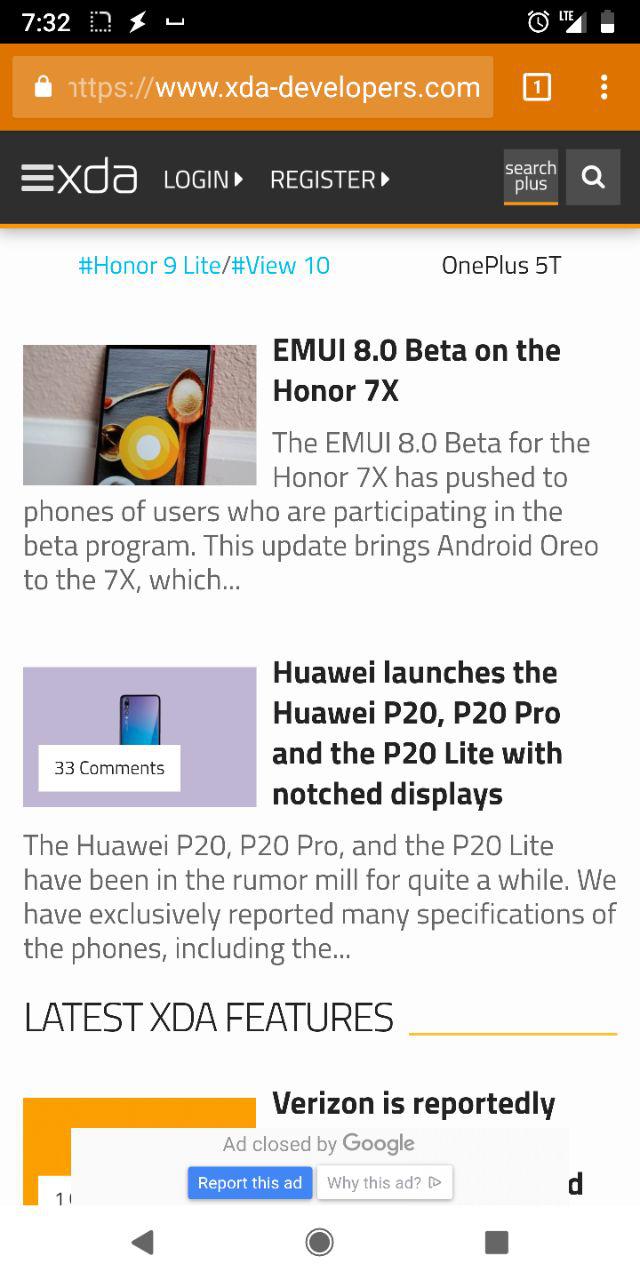 7:32
LTE
https://www.xda-developers.com
1
xda LOGIN REGISTER search plus
#Honor 9 Lite/#View 10 OnePlus 5T
EMUI 8.0 Beta on the
Honor 7X
The EMUI 8.0 Beta for the
Honor 7X has pushed to
phones of users who are participating in the
beta program. This update brings Android Oreo
to the 7X, which...
Huawei launches the
Huawei P20, P20 Pro
and the P20 Lite with
notched displays
33 Comments
The Huawei P20, P20 Pro, and the P20 Lite
have been in the rumor mill for quite a while. We
have exclusively reported many specifications of
the phones, including the...
LATEST XDA FEATURES
Verizon is reportedly
Ad closed by Google
Report this ad Why this ad?